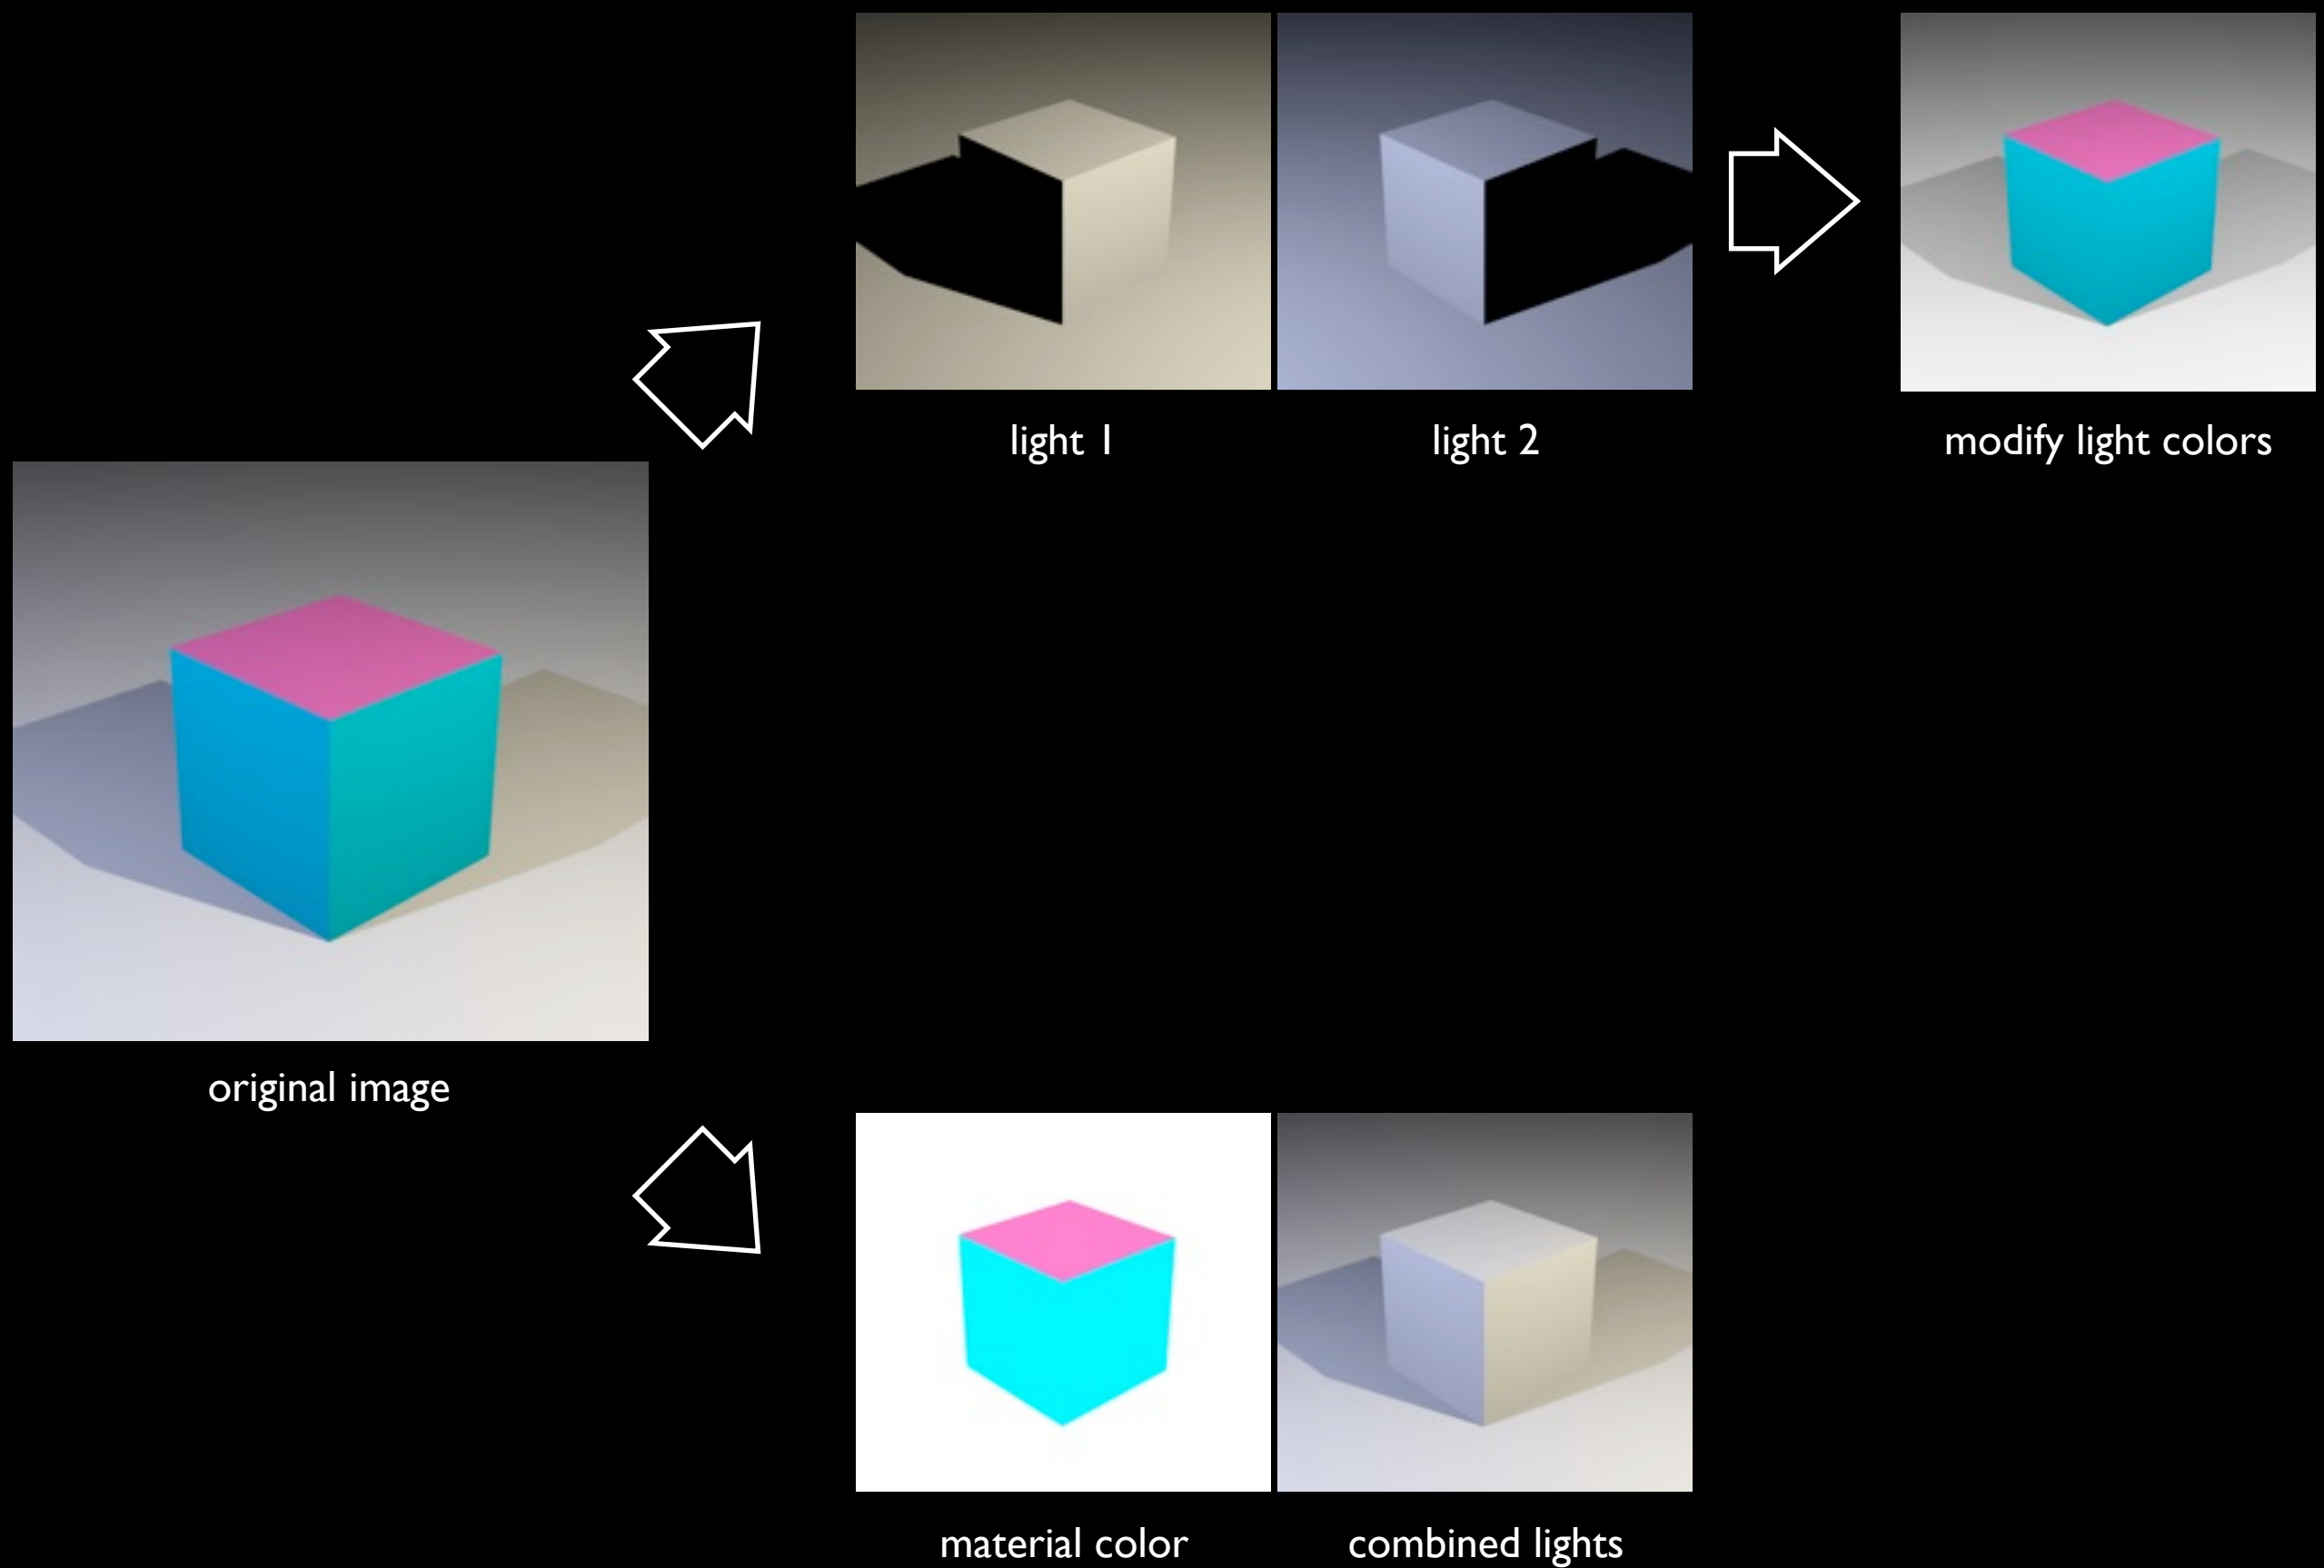 light 1
light 2
modify light colors
original image
material color
combined lights